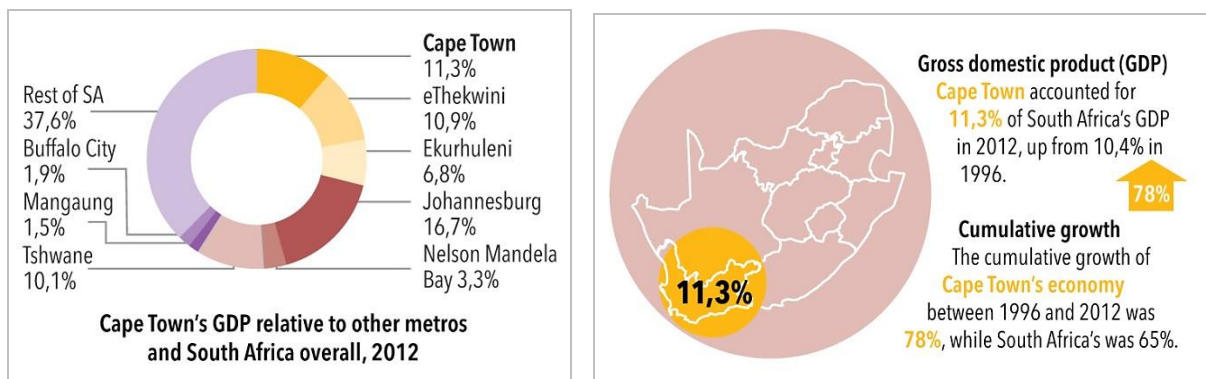 Cape Town
11,3%
eThekwini
10,9%
Ekurhuleni
6,8%
Johannesburg
16,7%
Nelson Mandela
Bay 3,3%
Rest of SA
37,6%
Buffalo City
1,9%
Mangaung
1,5%
Tshwane
10,1%
Cape Town's GDP relative to other metros
and South Africa overall, 2012
11,3%
Gross domestic product (GDP)
Cape Town accounted for
11,3% of South Africa's GDP
in 2012, up from 10,4% in
1996.
78%
Cumulative growth
The cumulative growth of
Cape Town's economy
between 1996 and 2012 was
78%, while South Africa's was 65%.